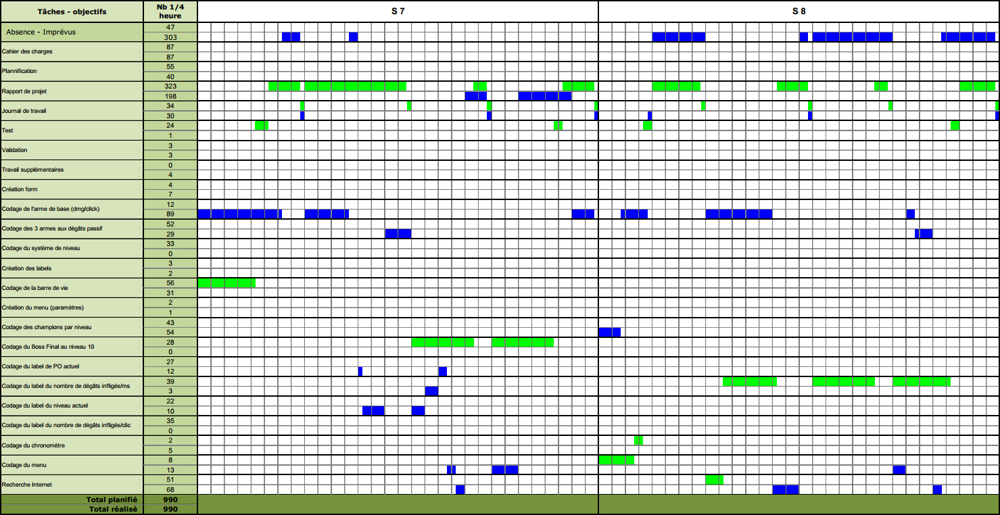 Tâches - objectifs
Nb 1/4
heure
S 7
S 8
Absence - Imprévus
47
303
Cahier des charges
87
87
Plannification
55
40
Rapport de projet
323
198
Journal de travail
34
30
Test
24
1
Validation
3
3
Travail supplémentaires
0
4
Création form
4
7
Codage de l'arme de base (dmg/click)
12
89
Codage des 3 armes aux dégâts passif
52
29
Codage du système de niveau
33
0
Création des labels
3
2
Codage de la barre de vie
56
31
Création du menu (paramètres)
2
1
Codage des champions par niveau
43
54
Codage du Boss Final au niveau 10
28
0
Codage du label de PO actuel
27
12
Codage du label du nombre de dégâts infligés/ms
39
3
Codage du label du niveau actuel
22
10
Codage du label du nombre de dégâts infligés/clic
35
0
Codage du chronomètre
2
5
Codage du menu
8
13
Recherche Internet
51
68
Total planifié 990
Total réalisé 990